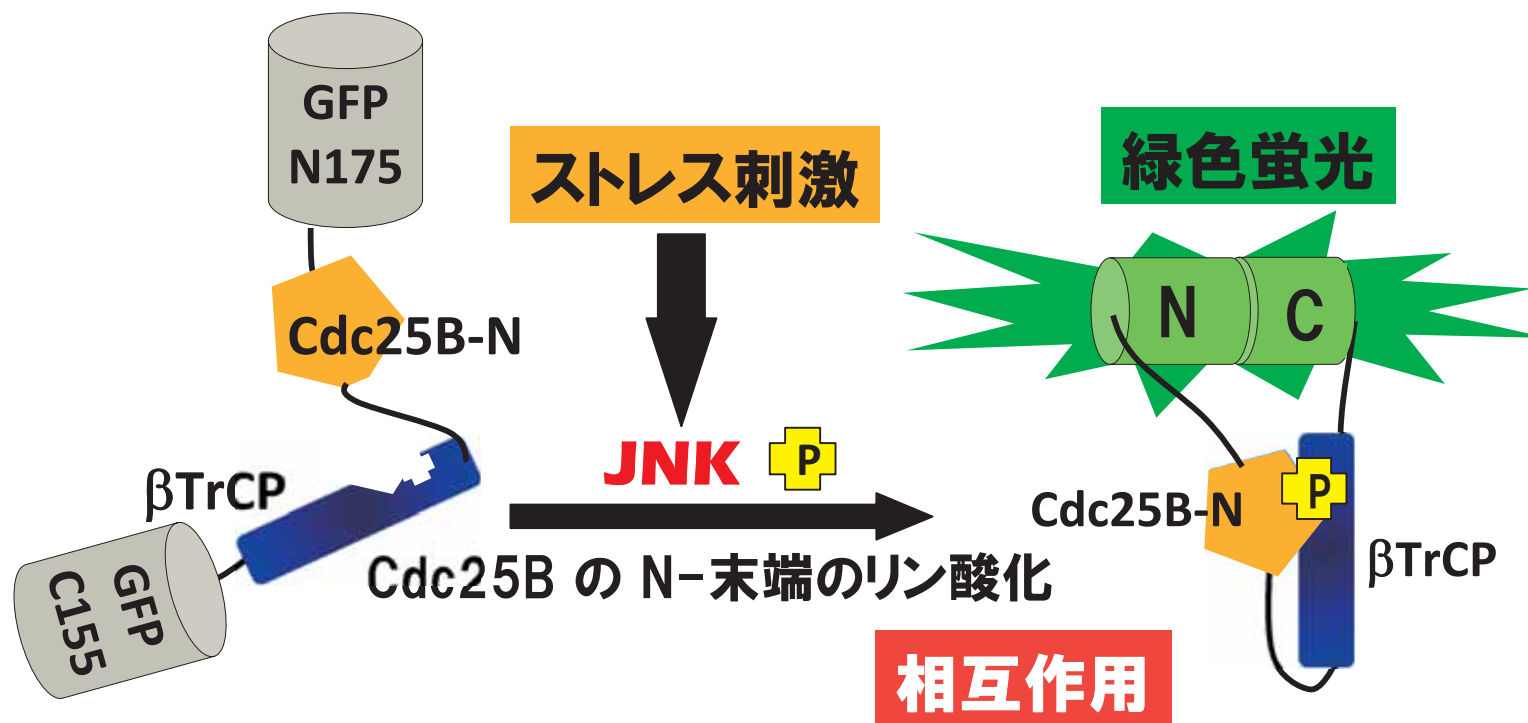 GFP
N175
Cdc25B-N
βTrCP
GFP
C155
ストレス刺激
JNK P
Cdc25B の N-末端のリン酸化
相互作用
緑色蛍光
N C
Cdc25B-N
P
βTrCP